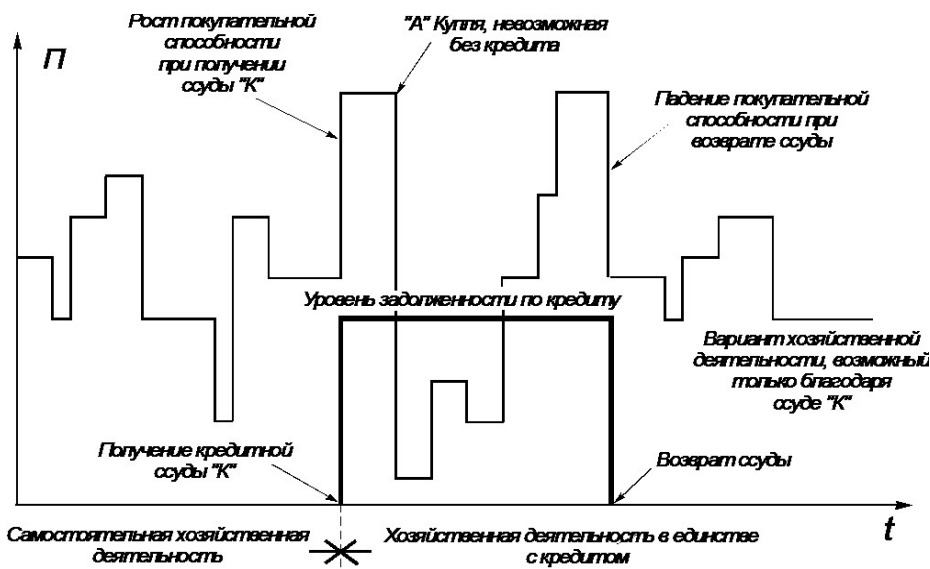 П
Рост покупательной
способности
при получении
ссуды "К"
"А" Купля, невозможная
без кредита
Падение покупательной
способности при
возврате ссуды
Уровень задолженности по кредиту
Вариант хозяйственной
деятельности, возможный
только благодаря
ссуде "К"
Получение кредитной
ссуды "К"
Возврат ссуды
t
Самостоятельная хозяйственная
деятельность
Хозяйственная деятельность в единстве
с кредитом